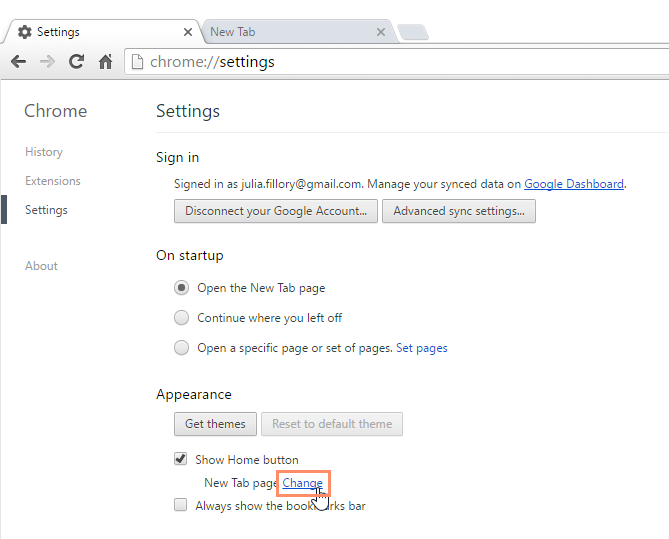 Settings
New Tab
chrome://settings
Chrome
Settings
History
Extensions
Settings
About
Sign in
Signed in as julia.fillory@gmail.com. Manage your synced data on Google Dashboard.
Disconnect your Google Account... Advanced sync settings...
On startup
Open the New Tab page
Continue where you left off
Open a specific page or set of pages. Set pages
Appearance
Get themes Reset to default theme
Show Home button
New Tab page Change
Always show the bookmarks bar